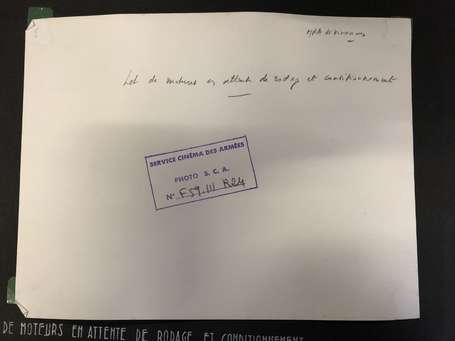 Lot de moteurs en attente de rodage et conditionnement
SERVICE CINÉMA DES ARMÉES
PHOTO S. C. A.
N° F59.111 R24
DE MOTEURS EN ATTENTE DE RODAGE ET CONDITIONNEMENT